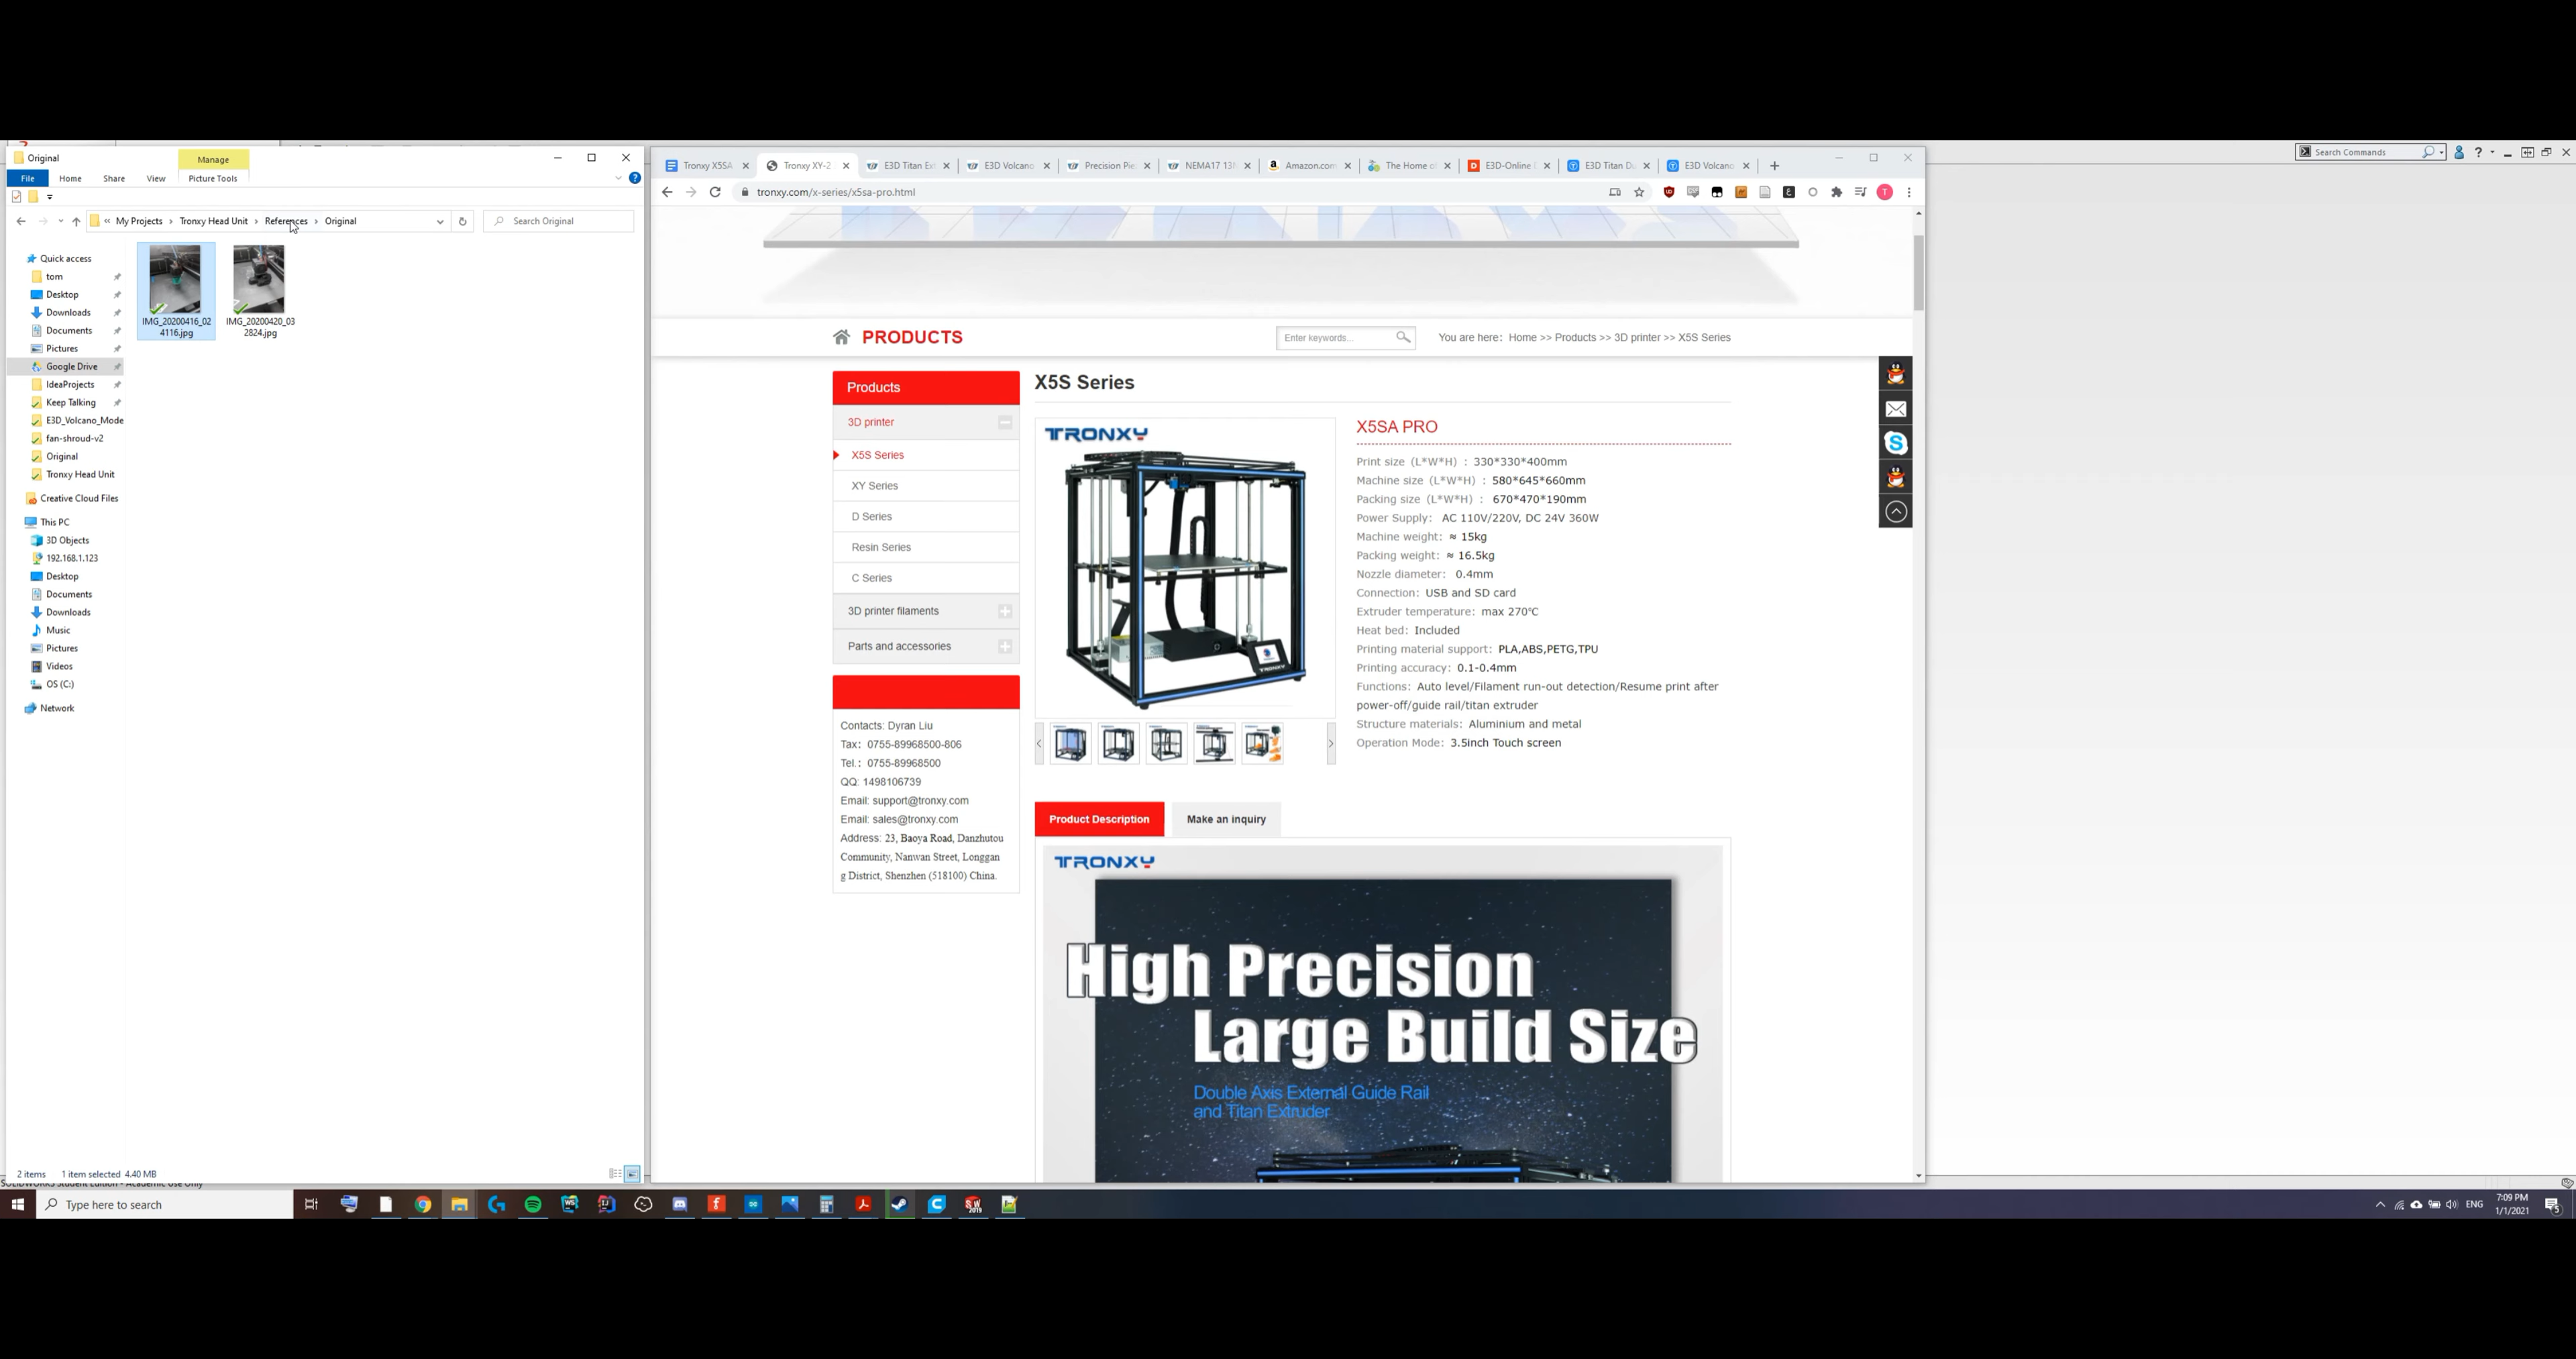 Original
Manage
File
Home
Share
View
Picture Tools
« My Projects > Tronxy Head Unit > References > Original
Search Original
Quick access
tom
Desktop
Downloads
Documents
Pictures
Google Drive
IdeaProjects
Keep Talking
E3D_Volcano_Mode
fan-shroud-v2
Original
Tronxy Head Unit
Creative Cloud Files
This PC
3D Objects
192.168.1.123
Desktop
Documents
Downloads
Music
Pictures
Videos
OS (C:)
Network
IMG_20200416_02
4116.jpg
IMG_20200420_03
2824.jpg
2 items
1 item selected 4.40 MB
SOLIDWORKS Student Edition - Academic Use Only
Tronxy X5SA
Tronxy XY-2
E3D Titan Ext
E3D Volcano
Precision Pie
NEMA17 13
Amazon.com
The Home of
E3D-Online
E3D Titan D
E3D Volcano
tronxy.com/x-series/x5sa-pro.html
PRODUCTS
Enter keywords...
You are here: Home >> Products >> 3D printer >> X5S Series
Products
3D printer
X5S Series
XY Series
D Series
Resin Series
C Series
3D printer filaments
Parts and accessories
Contacts: Dyran Liu
Tax: 0755-89968500-806
Tel.: 0755-89968500
QQ: 1498106739
Email: support@tronxy.com
Email: sales@tronxy.com
Address: 23, Baoya Road, Danzhutou
Community, Nanwan Street, Longgan
g District, Shenzhen (518100) China.
X5S Series
TRONXY
TRONXY
X5SA PRO
Print size (L*W*H) : 330*330*400mm
Machine size (L*W*H) : 580*645*660mm
Packing size (L*W*H) : 670*470*190mm
Power Supply: AC 110V/220V, DC 24V 360W
Machine weight: ≈ 15kg
Packing weight: ≈ 16.5kg
Nozzle diameter: 0.4mm
Connection: USB and SD card
Extruder temperature: max 270℃
Heat bed: Included
Printing material support: PLA,ABS,PETG,TPU
Printing accuracy: 0.1-0.4mm
Functions: Auto level/Filament run-out detection/Resume print after
power-off/guide rail/titan extruder
Structure materials: Aluminium and metal
Operation Mode: 3.5inch Touch screen
Product Description
Make an inquiry
TRONXY
High Precision
Large Build Size
Double Axis External Guide Rail
and Titan Extruder
Search Commands
Type here to search
ENG
7:09 PM
1/1/2021